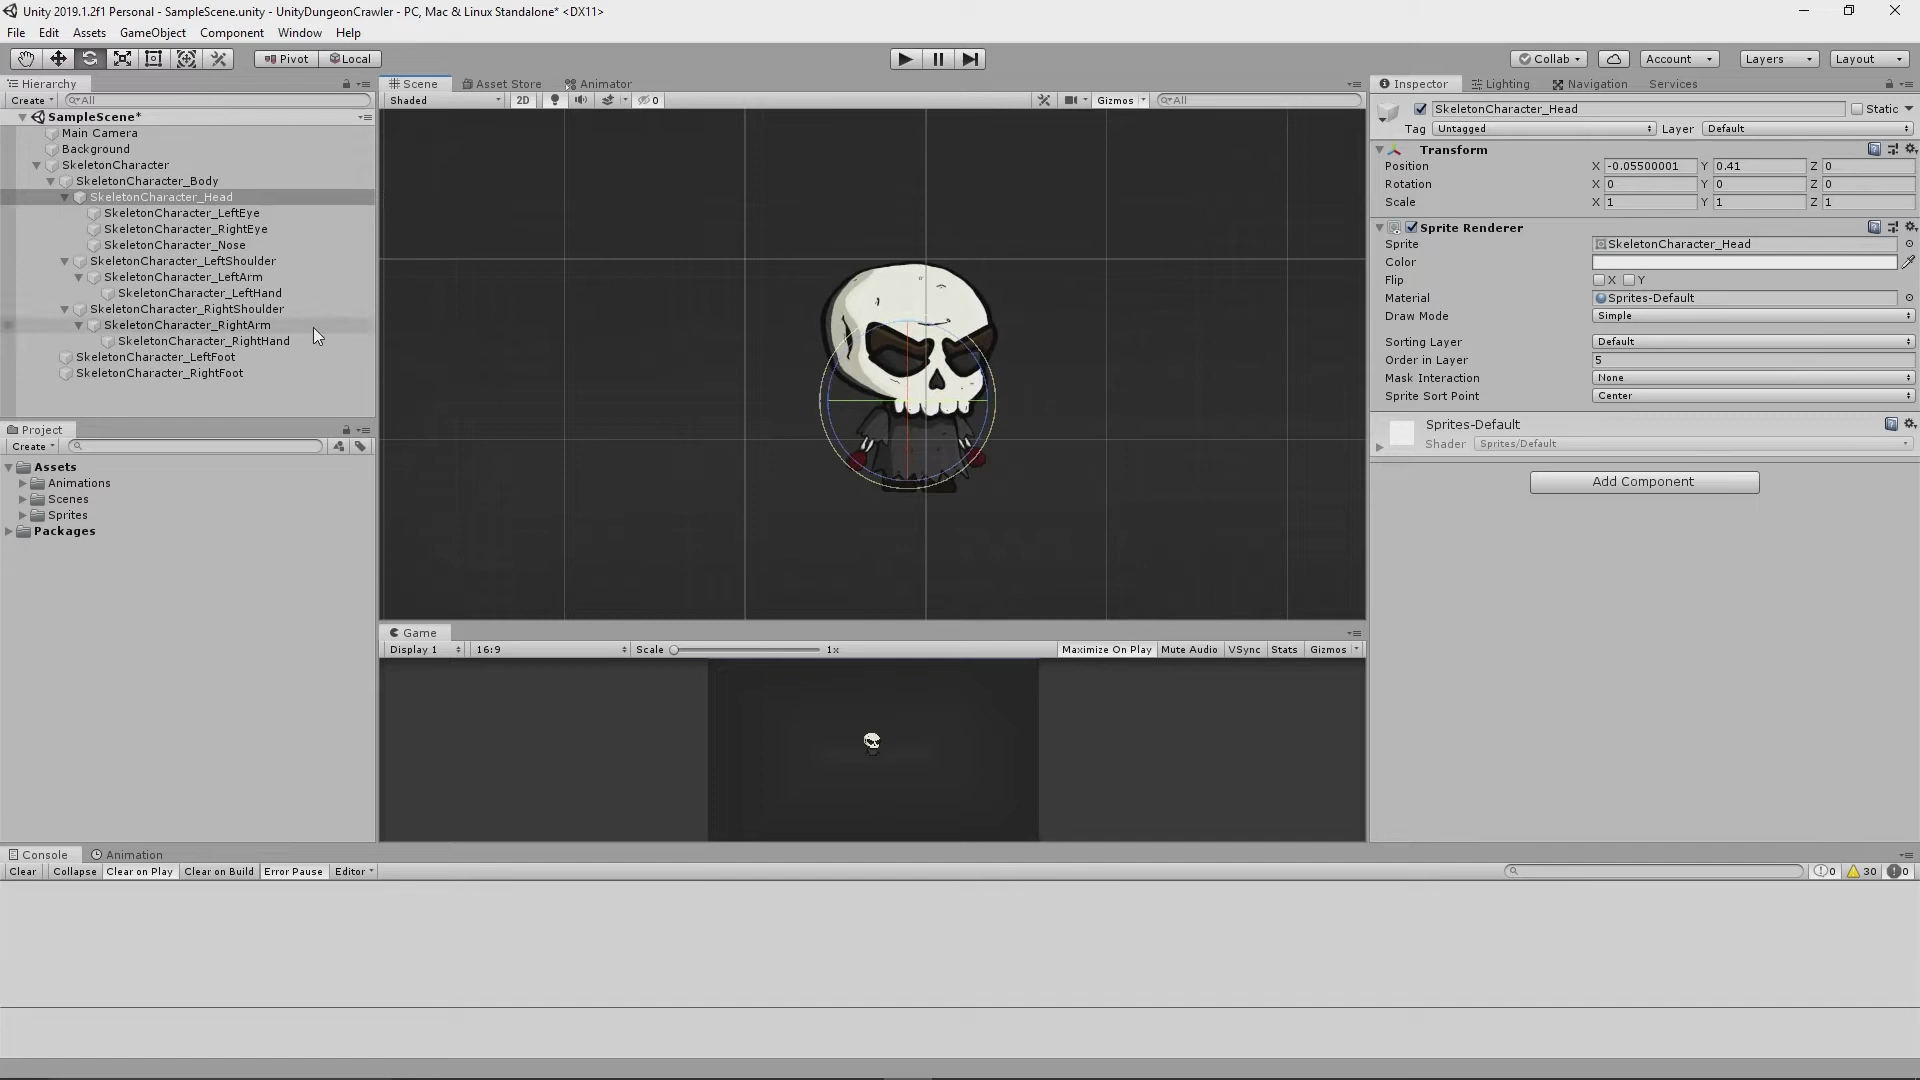 Unity 2019.1.2f1 Personal - SampleScene.unity - UnityDungeonCrawler - PC, Mac & Linux Standalone* <DX11>
File Edit Assets GameObject Component Window Help
Pivot Local Collab Account Layers Layout
Hierarchy
Create All
SampleScene*
Main Camera
Background
SkeletonCharacter
SkeletonCharacter_Body
SkeletonCharacter_Head
SkeletonCharacter_LeftEye
SkeletonCharacter_RightEye
SkeletonCharacter_Nose
SkeletonCharacter_LeftShoulder
SkeletonCharacter_LeftArm
SkeletonCharacter_LeftHand
SkeletonCharacter_RightShoulder
SkeletonCharacter_RightArm
SkeletonCharacter_RightHand
SkeletonCharacter_LeftFoot
SkeletonCharacter_RightFoot
Project
Create
Assets
Animations
Scenes
Sprites
Packages
Scene Asset Store Animator
Shaded 2D 0 Gizmos All
Game
Display 1 16:9 Scale 1x Maximize On Play Mute Audio VSync Stats Gizmos
Inspector Lighting Navigation Services
SkeletonCharacter_Head Static
Tag Untagged Layer Default
Transform
Position X -0.05500001 Y 0.41 Z 0
Rotation X 0 Y 0 Z 0
Scale X 1 Y 1 Z 1
Sprite Renderer
Sprite SkeletonCharacter_Head
Color
Flip X Y
Material Sprites-Default
Draw Mode Simple
Sorting Layer Default
Order in Layer 5
Mask Interaction None
Sprite Sort Point Center
Sprites-Default
Shader Sprites/Default
Add Component
Console Animation
Clear Collapse Clear on Play Clear on Build Error Pause Editor 0 30 0